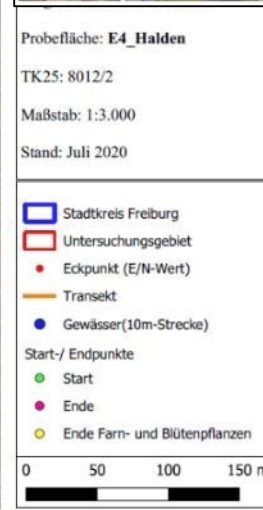 Probefläche: E4_Halden
TK25: 8012/2
Maßstab: 1:3.000
Stand: Juli 2020
Stadtkreis Freiburg
Untersuchungsgebiet
Eckpunkt (E/N-Wert)
Transekt
Gewässer(10m-Strecke)
Start-/ Endpunkte
Start
Ende
Ende Farn- und Blütenpflanzen
0 50 100 150 m